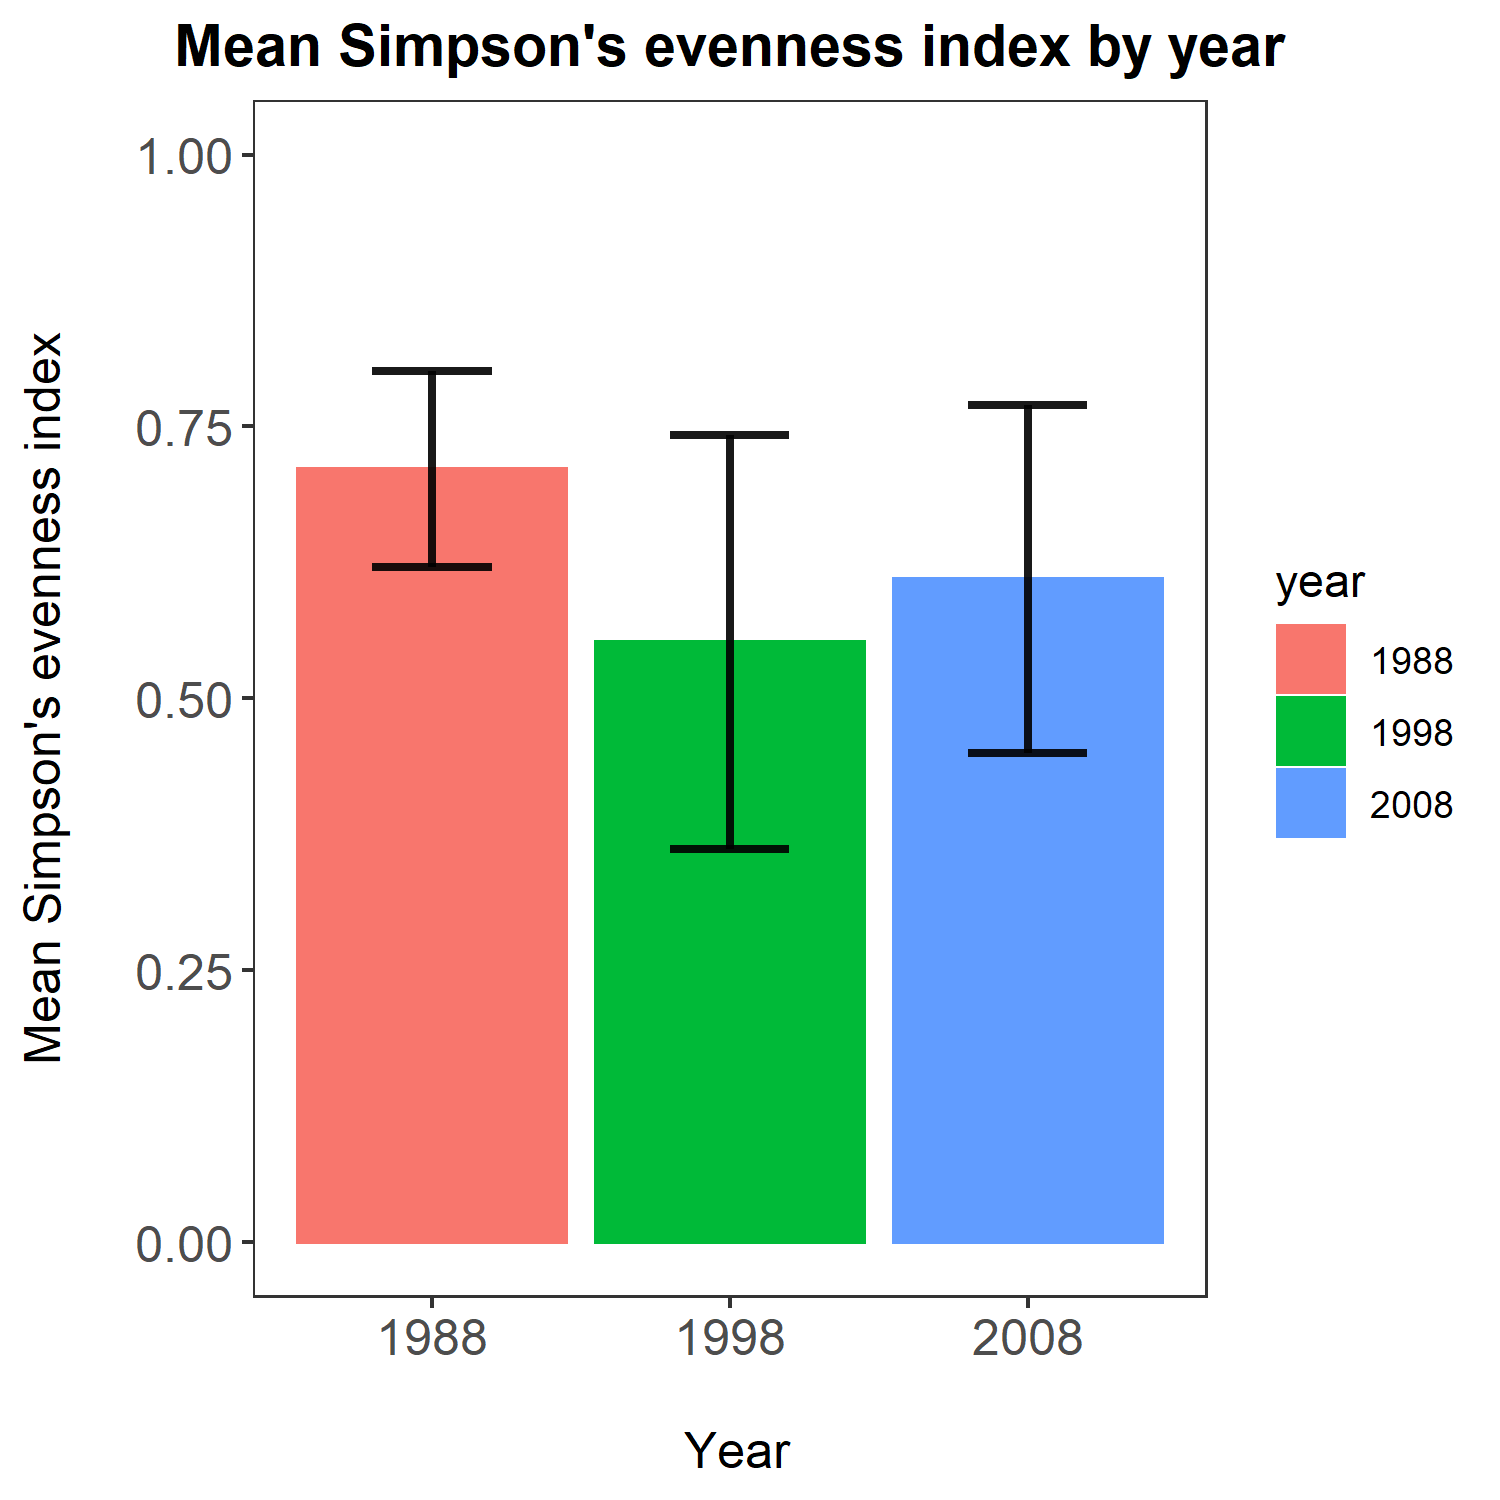 Mean Simpson's evenness index by year
Mean Simpson's evenness index
1.00
0.75
0.50
0.25
0.00
1988
1998
2008
Year
year
1988
1998
2008